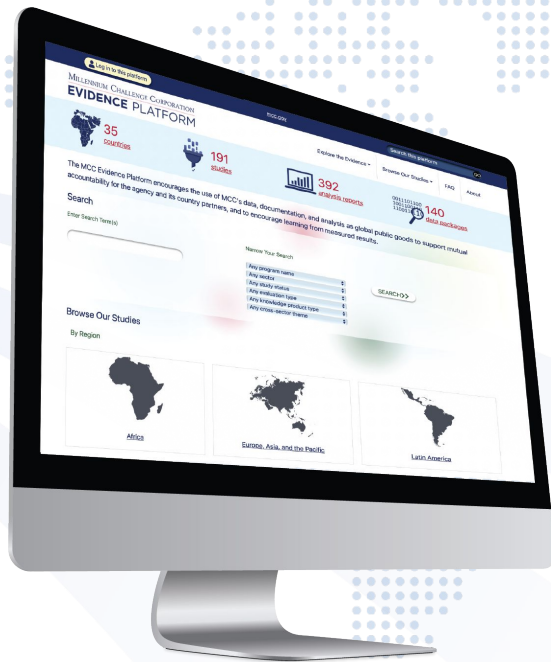 Log in to this platform
MILLENNIUM CHALLENGE CORPORATION
EVIDENCE PLATFORM
mcc.gov
Search this platform
GO
Explore the Evidence
Browse Our Studies
FAQ
About
35
countries
191
studies
392
analysis reports
140
data packages
The MCC Evidence Platform encourages the use of MCC's data, documentation, and analysis as global public goods to support mutual
accountability for the agency and its country partners, and to encourage learning from measured results.
Search
Enter Search Term(s)
Narrow Your Search
Any program name
Any sector
Any study status
Any evaluation type
Any knowledge product type
Any cross-sector theme
SEARCH
Browse Our Studies
By Region
Africa
Europe, Asia, and the Pacific
Latin America